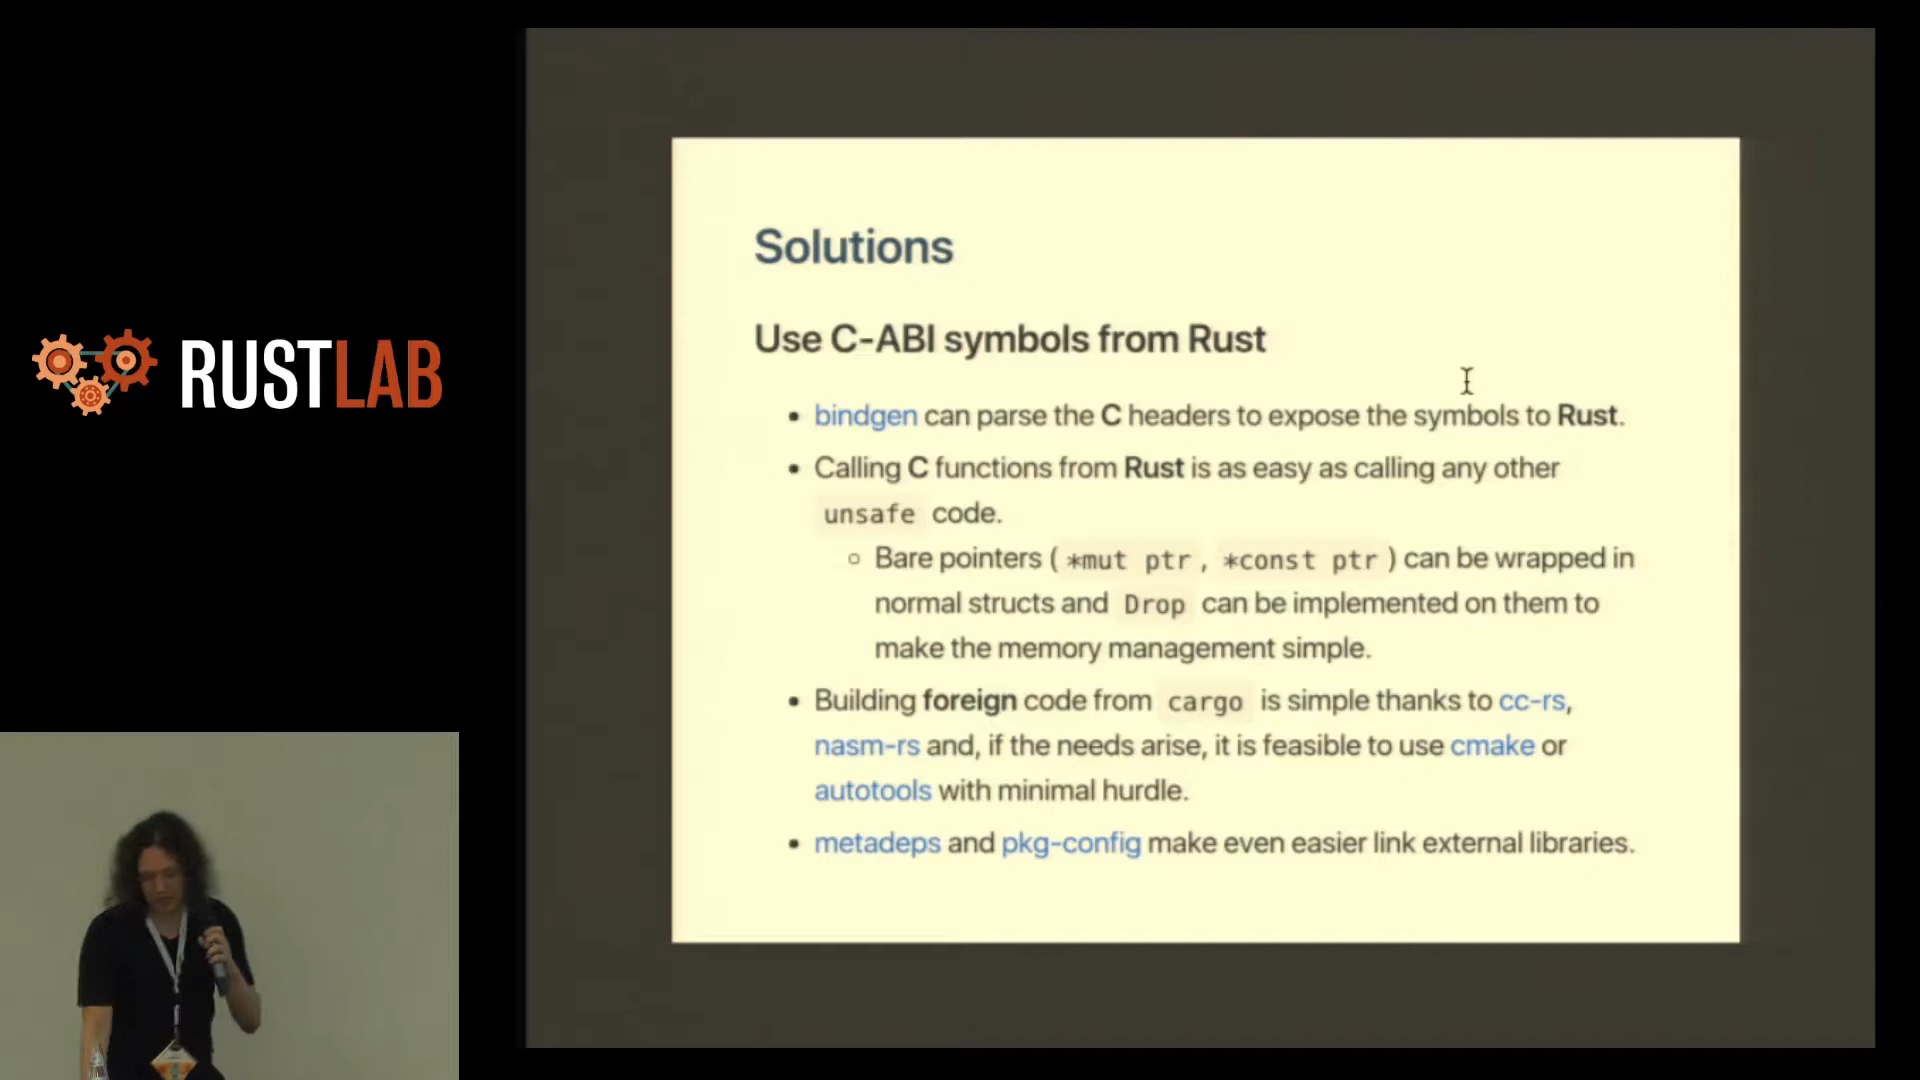 RUSTLAB
Solutions
Use C-ABI symbols from Rust
• bindgen can parse the C headers to expose the symbols to Rust.
• Calling C functions from Rust is as easy as calling any other
unsafe code.
◦ Bare pointers ( *mut ptr , *const ptr ) can be wrapped in
normal structs and Drop can be implemented on them to
make the memory management simple.
• Building foreign code from cargo is simple thanks to cc-rs,
nasm-rs and, if the needs arise, it is feasible to use cmake or
autotools with minimal hurdle.
• metadeps and pkg-config make even easier link external libraries.